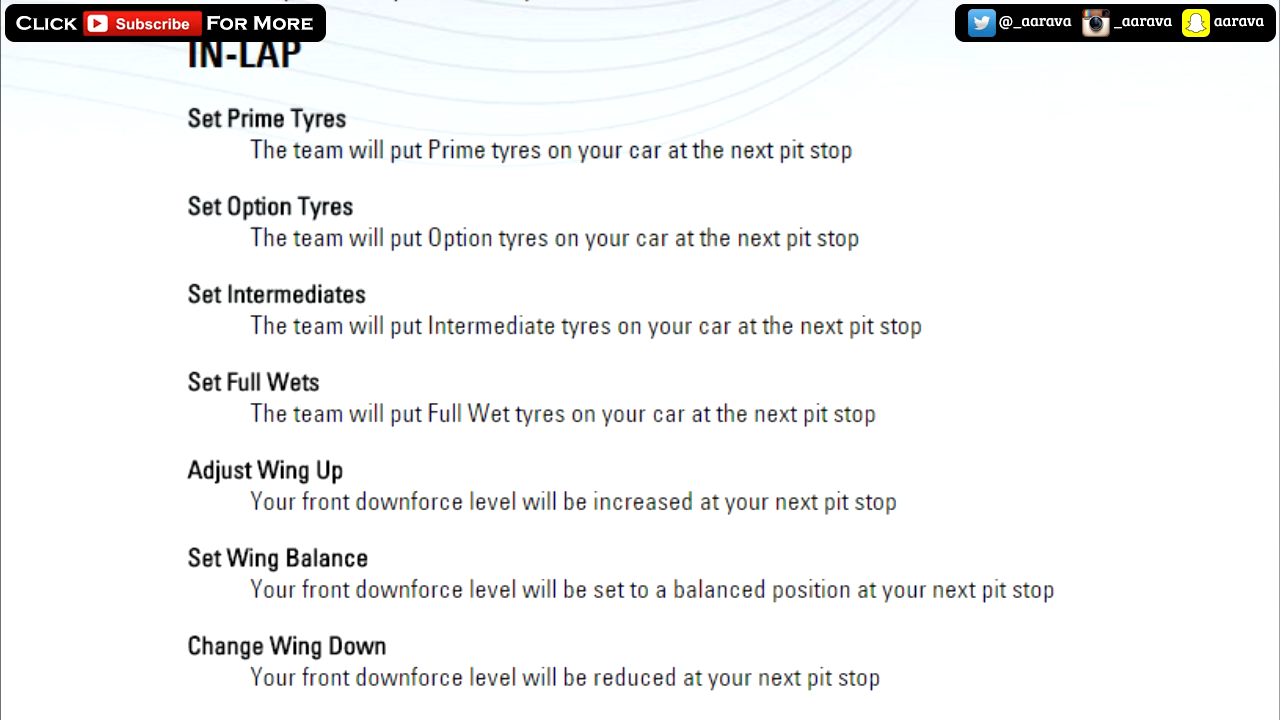 CLICK Subscribe FOR MORE
@_aarava _aarava aarava
IN-LAP
Set Prime Tyres
The team will put Prime tyres on your car at the next pit stop
Set Option Tyres
The team will put Option tyres on your car at the next pit stop
Set Intermediates
The team will put Intermediate tyres on your car at the next pit stop
Set Full Wets
The team will put Full Wet tyres on your car at the next pit stop
Adjust Wing Up
Your front downforce level will be increased at your next pit stop
Set Wing Balance
Your front downforce level will be set to a balanced position at your next pit stop
Change Wing Down
Your front downforce level will be reduced at your next pit stop